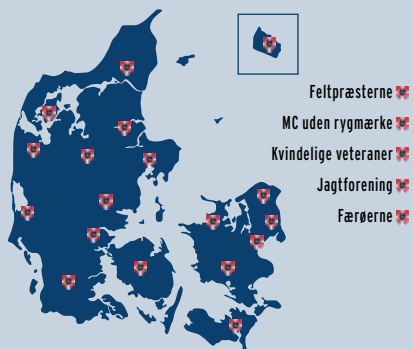 Feltpræsterne
MC uden rygmærke
Kvindelige veteraner
Jagtforening
Færøerne